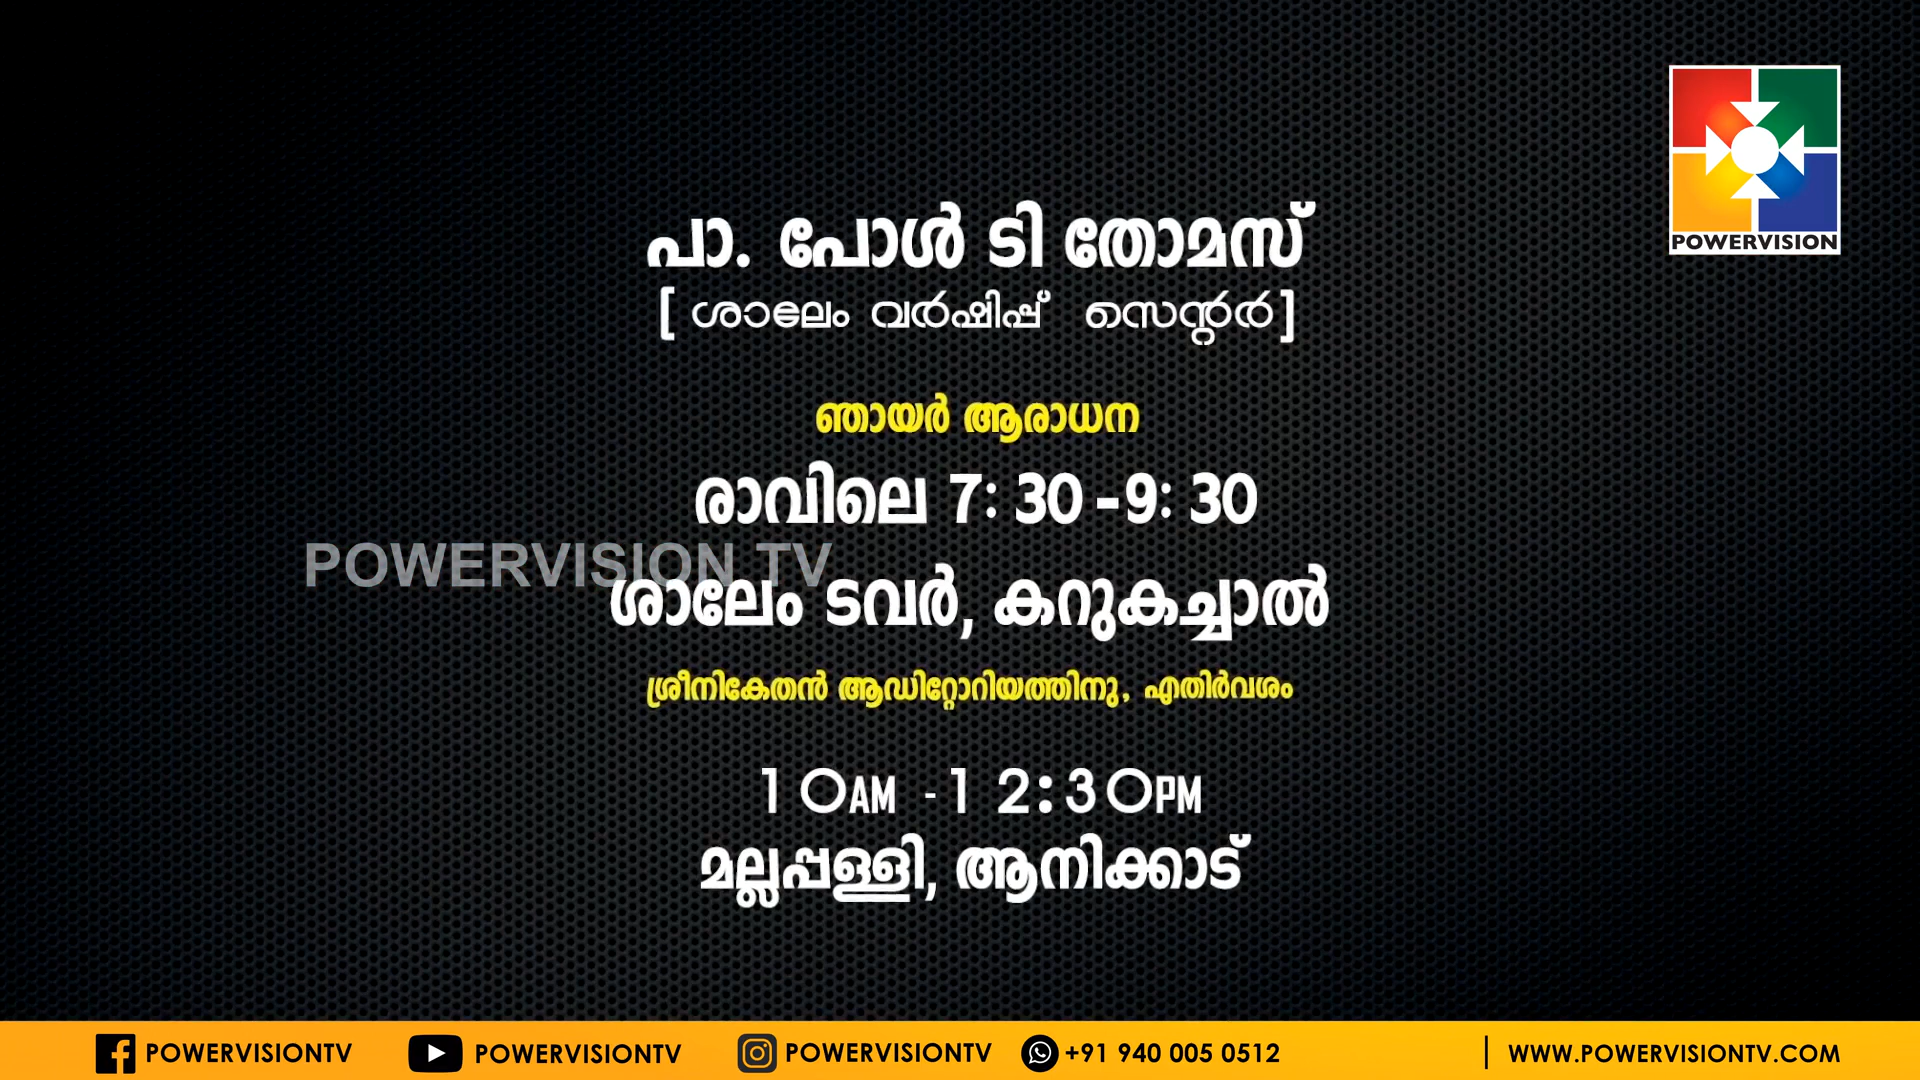 POWERVISION
പാ. പോൾ ടി തോമസ്
[ ശാലേം വർഷിപ്പ് സെന്റർ]
ഞായർ ആരാധന
രാവിലെ 7: 30 -9: 30
POWERVISION TV
ശാലേം ടവർ, കറുകച്ചാൽ
ശ്രീനികേതൻ ആഡിറ്റോറിയത്തിനു, എതിർവശം
10AM -12:30PM
മല്ലപ്പള്ളി, ആനിക്കാട്
POWERVISIONTV POWERVISIONTV POWERVISIONTV +91 940 005 0512 | WWW.POWERVISIONTV.COM